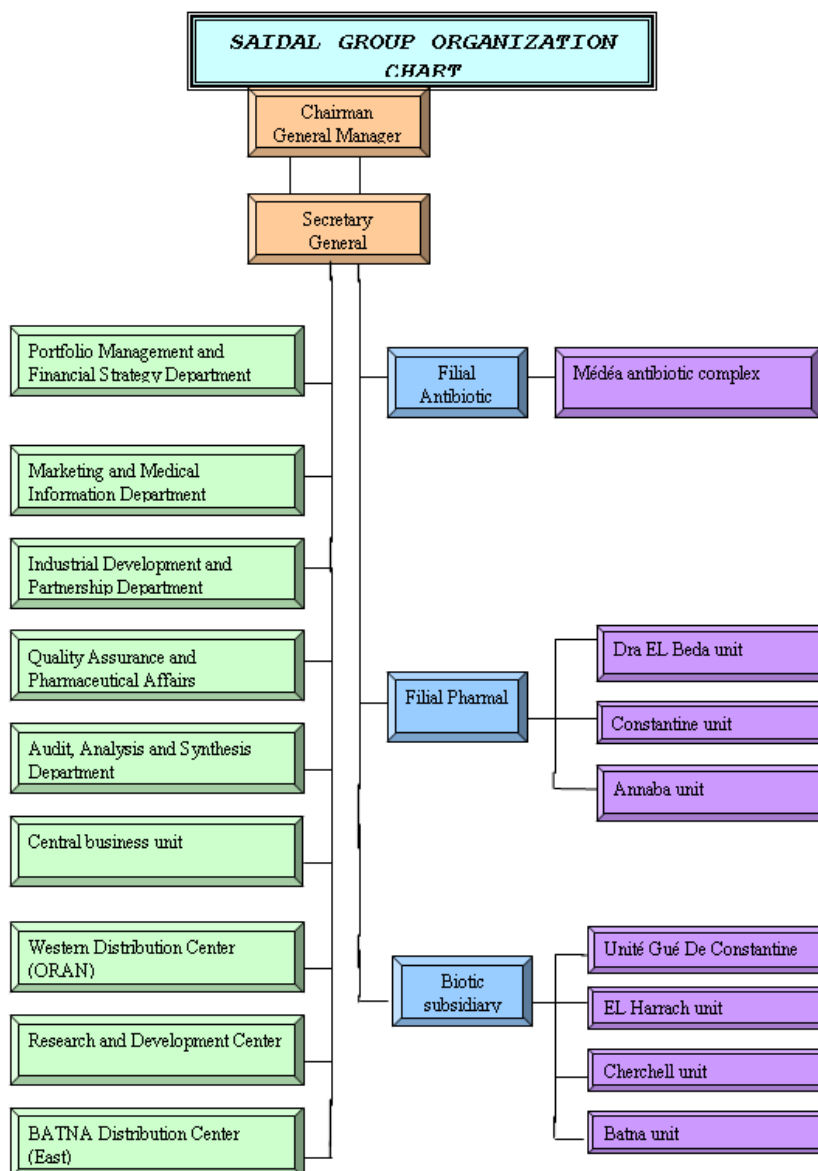 SAIDAL GROUP ORGANIZATION
CHART
Chairman
General Manager
Secretary
General
Portfolio Management and
Financial Strategy Department
Marketing and Medical
Information Department
Industrial Development and
Partnership Department
Quality Assurance and
Pharmaceutical Affairs
Audit, Analysis and Synthesis
Department
Central business unit
Western Distribution Center
(ORAN)
Research and Development Center
BATNA Distribution Center
(East)
Filial
Antibiotic
Médéa antibiotic complex
Filial Pharmal
Dra EL Beda unit
Constantine unit
Annaba unit
Biotic
subsidiary
Unité Gué De Constantine
EL Harrach unit
Cherchell unit
Batna unit